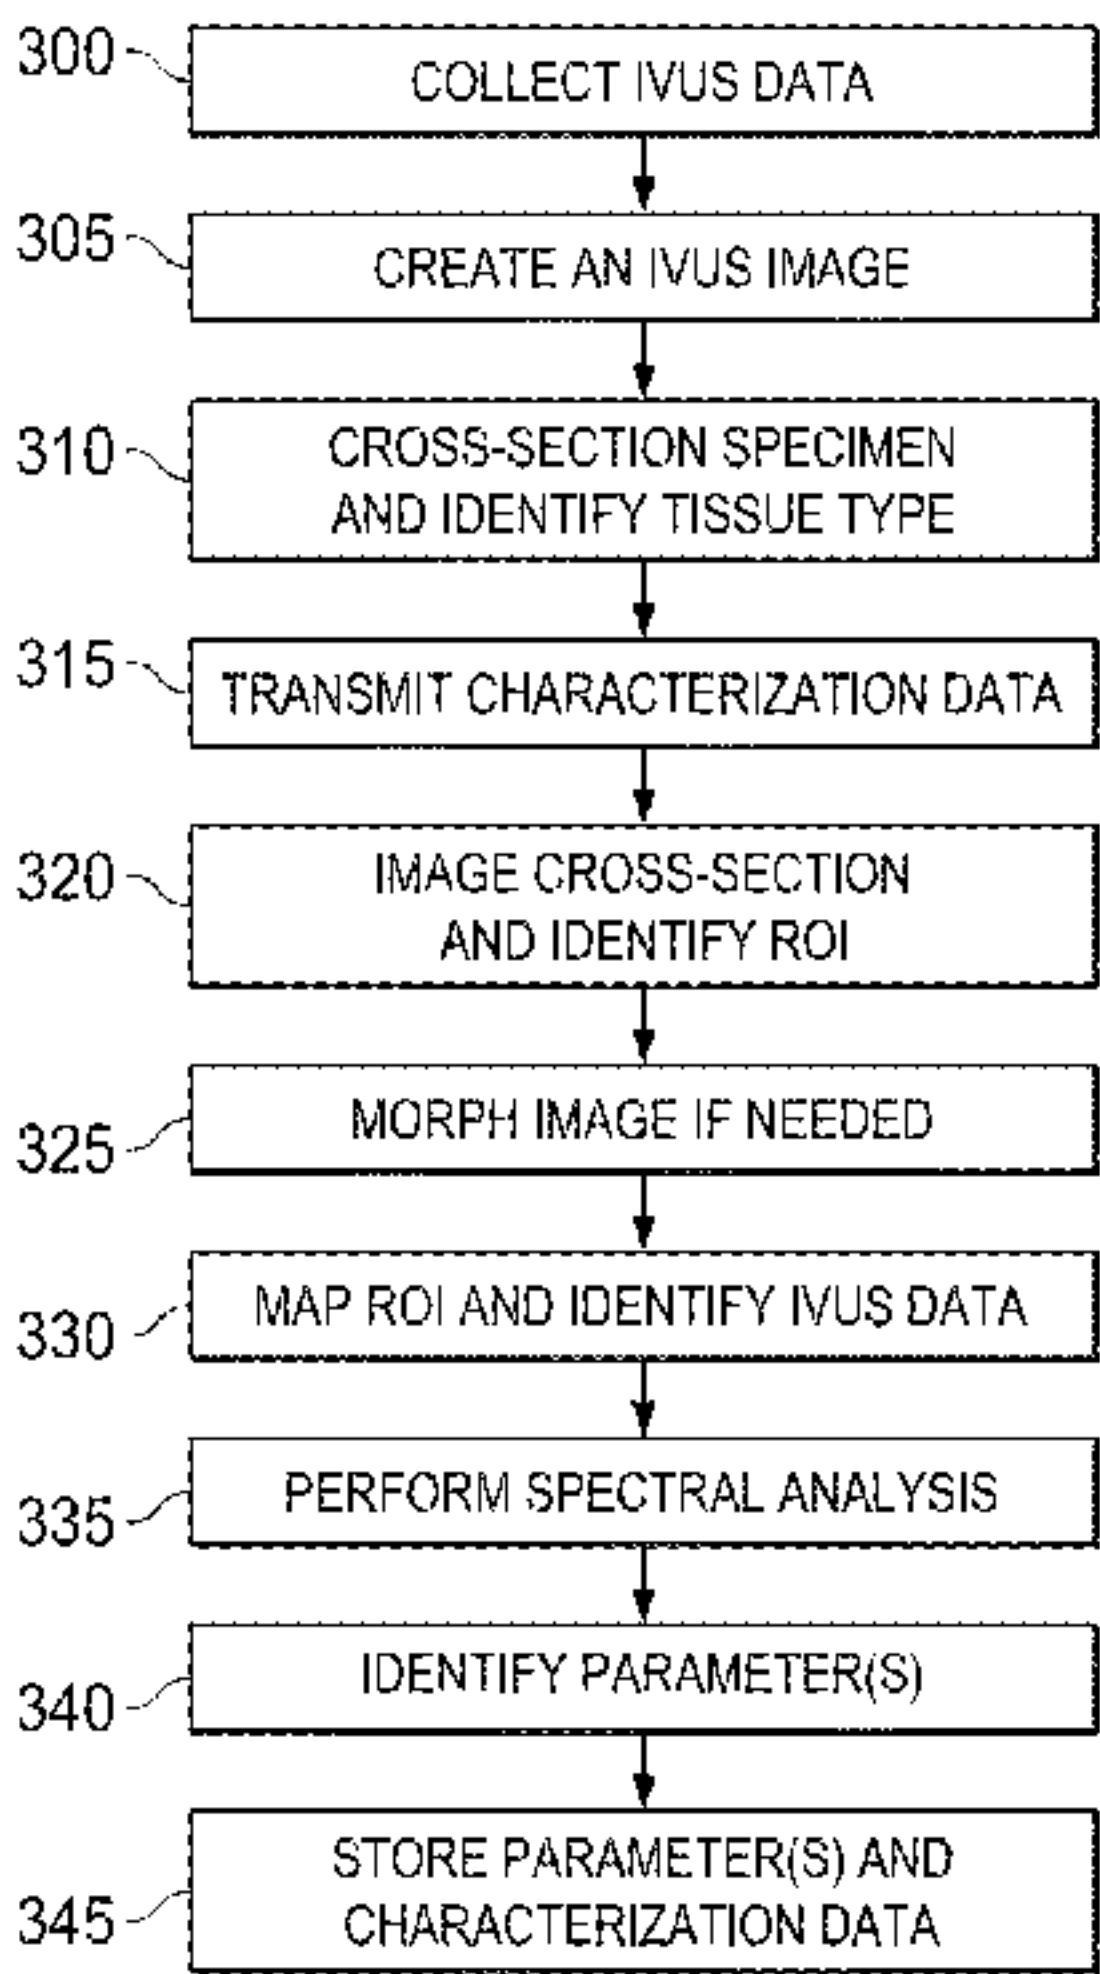 300
COLLECT IVUS DATA
305
CREATE AN IVUS IMAGE
310
CROSS-SECTION SPECIMEN
AND IDENTIFY TISSUE TYPE
315
TRANSMIT CHARACTERIZATION DATA
320
IMAGE CROSS-SECTION
AND IDENTIFY ROI
325
MORPH IMAGE IF NEEDED
330
MAP ROI AND IDENTIFY IVUS DATA
335
PERFORM SPECTRAL ANALYSIS
340
IDENTIFY PARAMETER(S)
345
STORE PARAMETER(S) AND
CHARACTERIZATION DATA